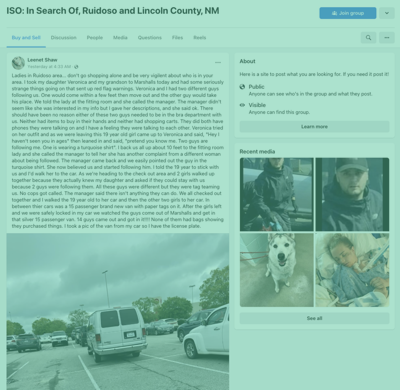 ISO: In Search Of, Ruidoso and Lincoln County, NM
Join group
Buy and Sell
Discussion
People
Media
Questions
Files
Reels
Leenet Shaw
Yesterday at 4:53 AM
Ladies in Ruidoso area... don't go shopping alone and be very vigilant about who is in your
area. I took my daughter Veronica and my grandson to Marshalls today and had some seriously
strange things going on that sent up red flag warnings. Veronica and I had two different guys
following us. One would come within a few feet then move out and the other guy would take
his place. We told the lady at the fitting room and she called the manager. The manager didn't
seem like she was interested in my info but I gave her descriptions, and she said ok. There
should have been no reason either of these two guys needed to be in the bra department with
us. Neither had items to buy in their hands and neither had shopping carts. They did both have
phones they were talking on and I have a feeling they were talking to each other. Veronica tried
on her outfit and as we were leaving this 19 year old girl came up to Veronica and said, "Hey I
haven't seen you in ages" then leaned in and said, "pretend you know me. Two guys are
following me. One is wearing a turquoise shirt". I back us all up about 10 feet to the fitting room
lady and she called the manager to tell her she has another complaint from a different woman
about being followed. The manager came back and we easily pointed out the guy in the
turquoise shirt. She now believed us and started following him. I told the 19 year old to stick with
us and I'd walk her to the car. As we're heading to the check out area and 2 girls walked up
together because they actually knew my daughter and asked if they could stay with us
because 2 guys were following them. All these guys were different but they were tag teaming
us. No cops got called. The manager said there isn't anything they can do. We all checked out
together and I walked the 19 year old to her car and then the other two girls to her car. In
between thier cars was a 15 passenger brand new van with paper tags on it. After the girls left
and we were safely locked in my car we watched the guys come out of Marshalls and get in
that silver 15 passenger van. 14 guys came out and got in it!!!! None of them had bags showing
they purchased things. I took a pic of the van from my car so I have the license plate.
About
Here is a site to post what you are looking for. If you need it post it!
Public
Anyone can see who's in the group and what they post.
Visible
Anyone can find this group.
Learn more
Recent media
See all